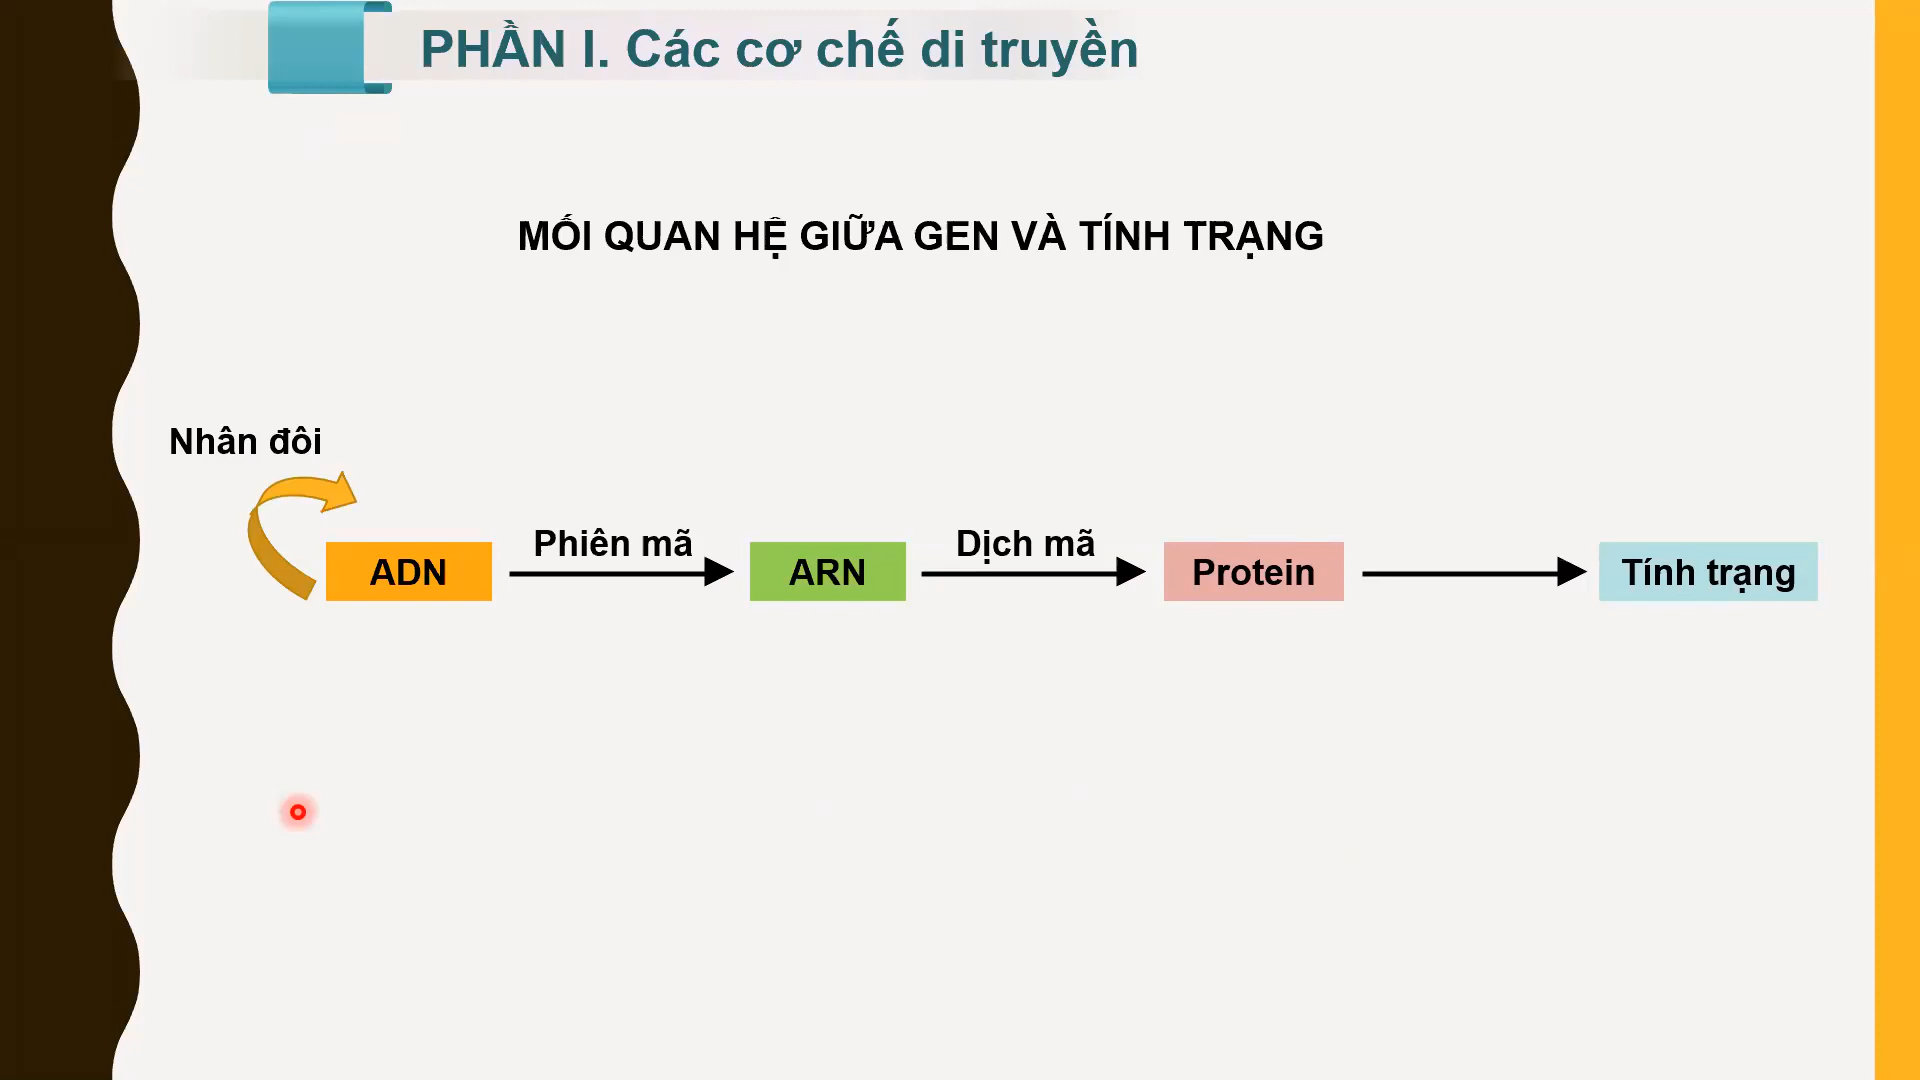 PHẦN I. Các cơ chế di truyền
MỐI QUAN HỆ GIỮA GEN VÀ TÍNH TRẠNG
Nhân đôi
Phiên mã
Dịch mã
ADN
ARN
Protein
Tính trạng